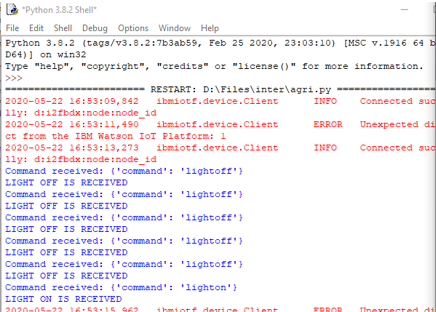 *Python 3.8.2 Shell*
File Edit Shell Debug Options Window Help
Python 3.8.2 (tags/v3.8.2:7b3ab59, Feb 25 2020, 23:03:10) [MSC v.1916 64 b
D64)] on win32
Type "help", "copyright", "credits" or "license()" for more information.
>>>
======================== RESTART: D:\Files\inter\agri.py ================
2020-05-22 16:53:09,842 ibmiotf.device.Client INFO Connected suc
lly: d:i2fbdx:node:node_id
2020-05-22 16:53:11,490 ibmiotf.device.Client ERROR Unexpected di
ct from the IBM Watson IoT Platform: 1
2020-05-22 16:53:13,273 ibmiotf.device.Client INFO Connected suc
lly: d:i2fbdx:node:node_id
Command received: {'command': 'lightoff'}
LIGHT OFF IS RECEIVED
Command received: {'command': 'lightoff'}
LIGHT OFF IS RECEIVED
Command received: {'command': 'lightoff'}
LIGHT OFF IS RECEIVED
Command received: {'command': 'lightoff'}
LIGHT OFF IS RECEIVED
Command received: {'command': 'lightoff'}
LIGHT OFF IS RECEIVED
Command received: {'command': 'lighton'}
LIGHT ON IS RECEIVED
2020-05-22 16:53:15,962 ibmiotf.device.Client ERROR Unexpected di